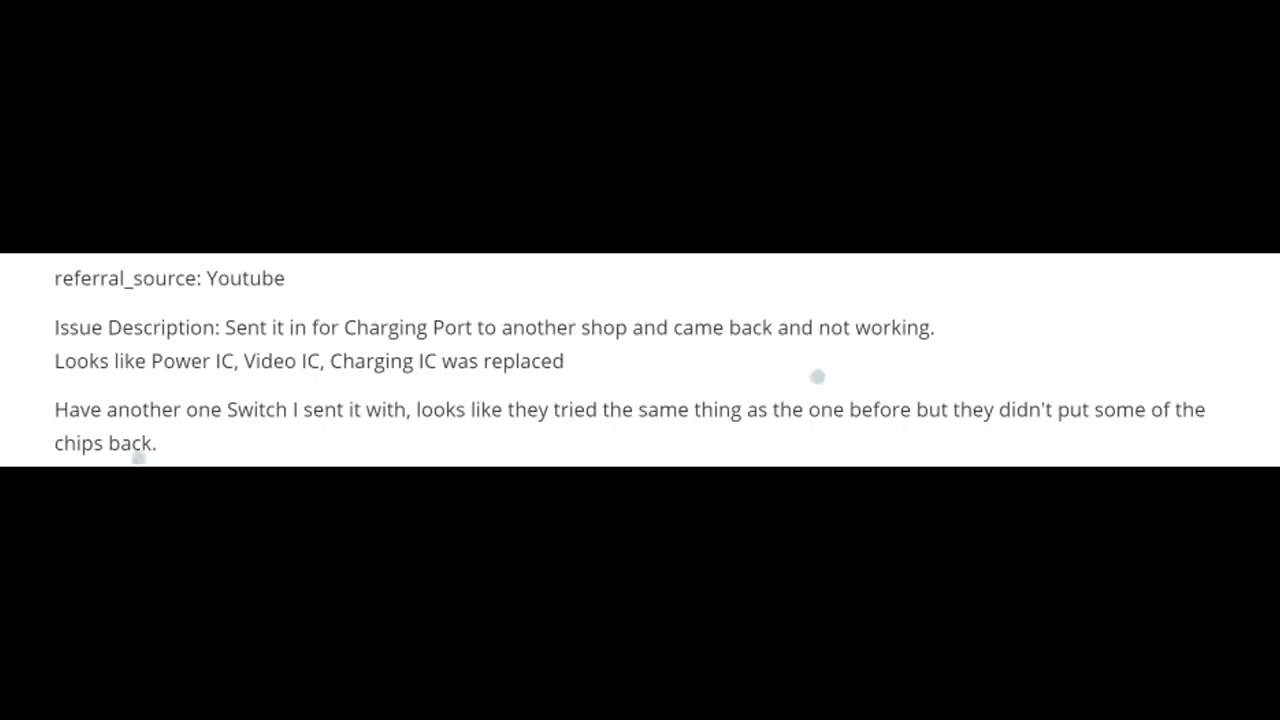 referral_source: Youtube
Issue Description: Sent it in for Charging Port to another shop and came back and not working.
Looks like Power IC, Video IC, Charging IC was replaced
Have another one Switch I sent it with, looks like they tried the same thing as the one before but they didn't put some of the
chips back.